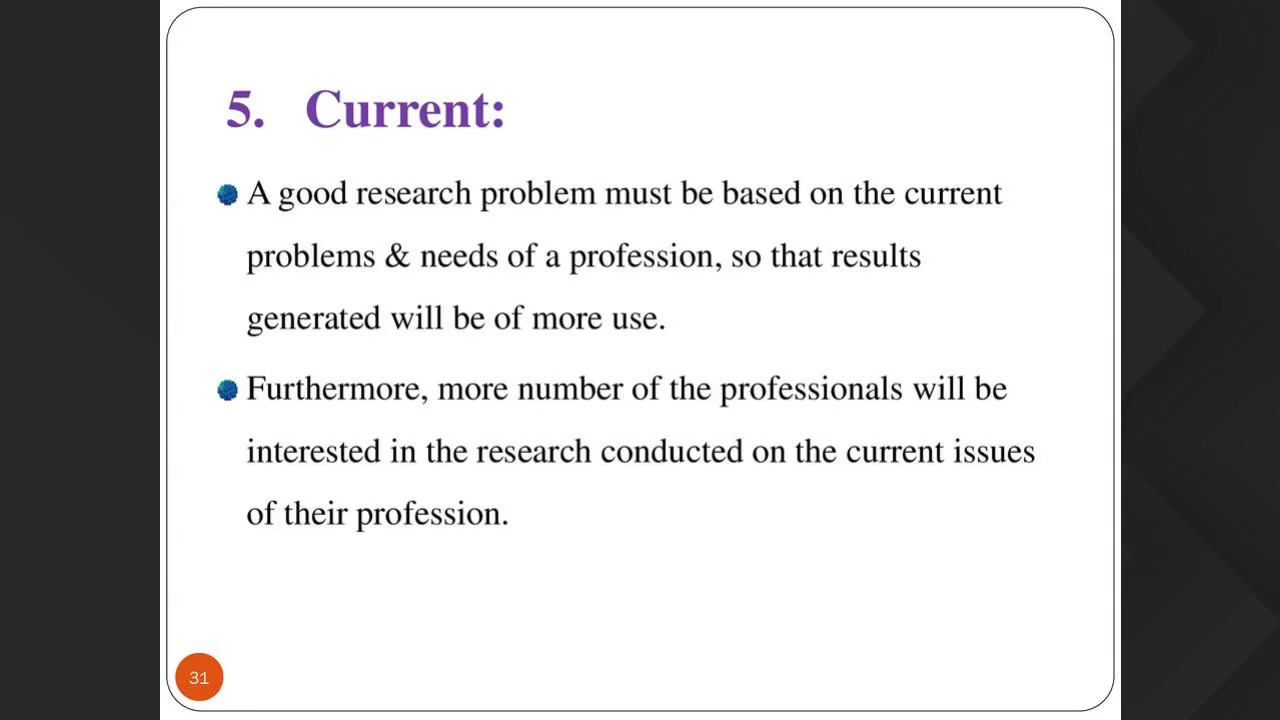 5. Current:
A good research problem must be based on the current
problems & needs of a profession, so that results
generated will be of more use.
Furthermore, more number of the professionals will be
interested in the research conducted on the current issues
of their profession.
31